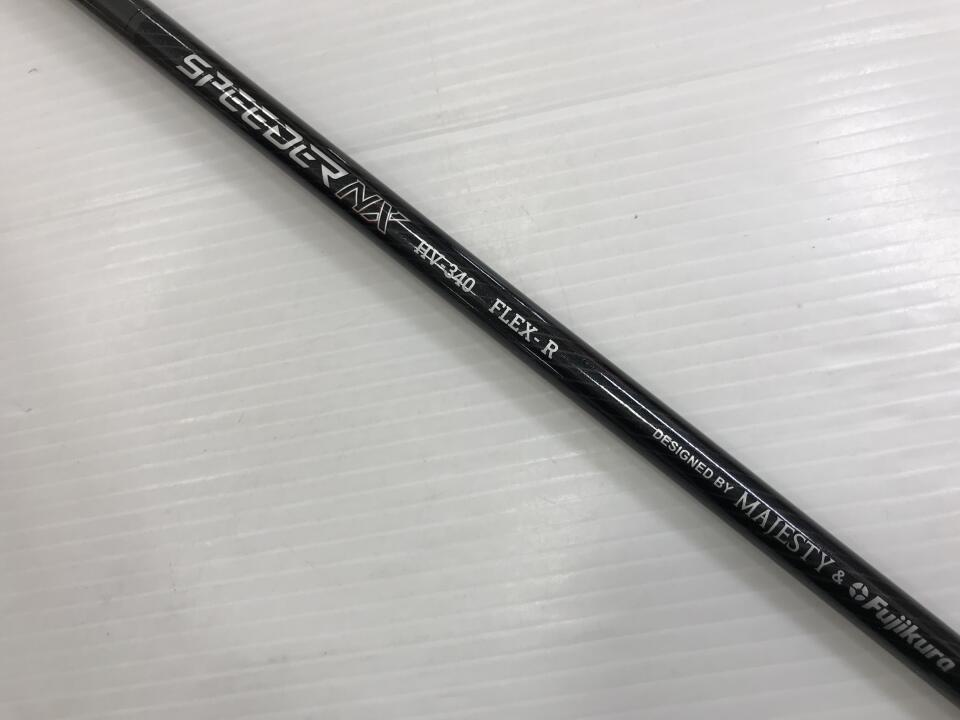 SPEEDER NX HV-340 FLEX-R DESIGNED BY MAJESTY & Fujikura